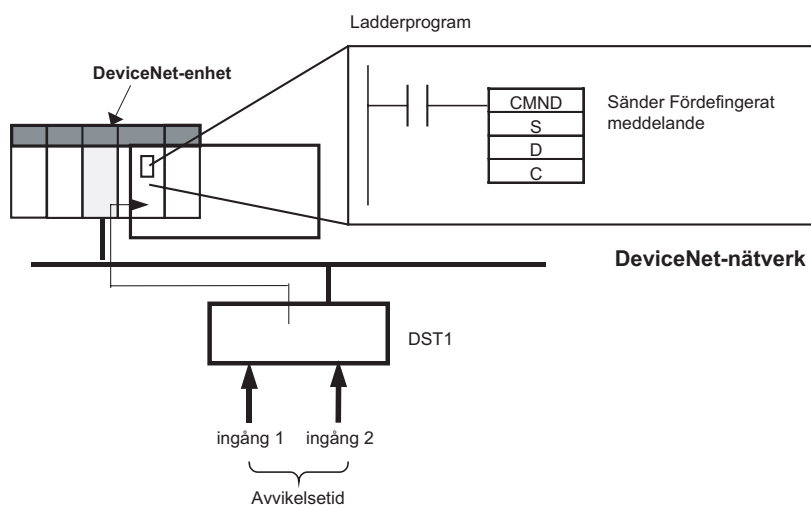 Ladderprogram
DeviceNet-enhet
CMND
S
D
C
Sänder Fördefingerat
meddelande
DeviceNet-nätverk
DST1
ingång 1
ingång 2
Avvikelsetid